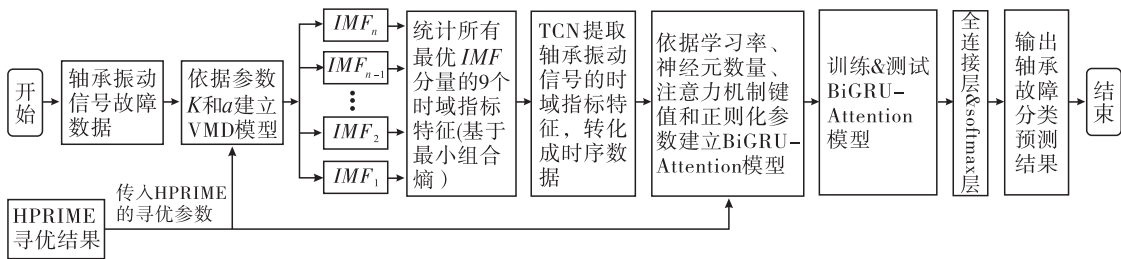 开始
轴承振动
信号故障
数据
依据参数
K和a建立
VMD模型
IMFn
IMFn-1
⋮
IMF2
IMF1
统计所有
最优IMF
分量的9个
时域指标
特征(基于
最小组合
熵)
TCN提取
轴承振动
信号的时
域指标特
征，转化
成时序数
据
依据学习率、
神经元数量、
注意力机制键
值和正则化参
数建立BiGRU-
Attention模型
训练&测试
BiGRU-
Attention
模型
全连接层&softmax层
输出
轴承
故障
分类
预测
结果
结束
传入HPRIME
的寻优参数
HPRIME
寻优结果